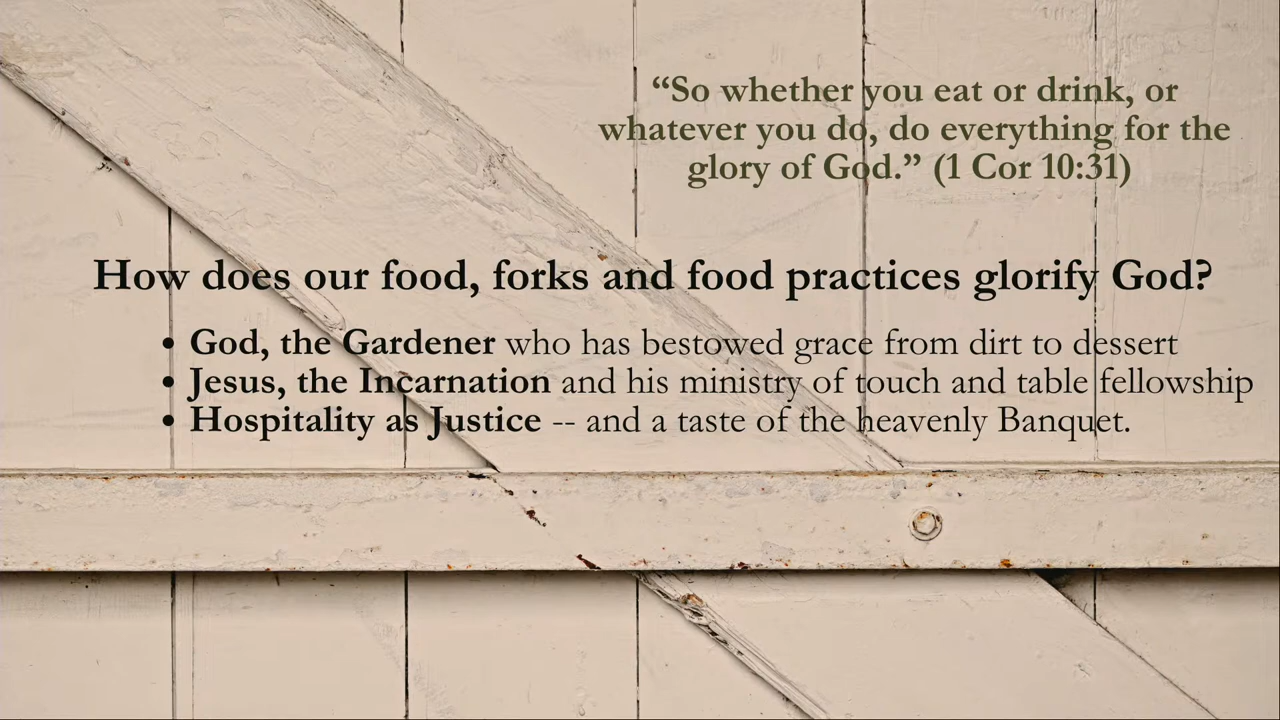 “So whether you eat or drink, or
whatever you do, do everything for the
glory of God.” (1 Cor 10:31)
How does our food, forks and food practices glorify God?
• God, the Gardener who has bestowed grace from dirt to dessert
• Jesus, the Incarnation and his ministry of touch and table fellowship
• Hospitality as Justice -- and a taste of the heavenly Banquet.